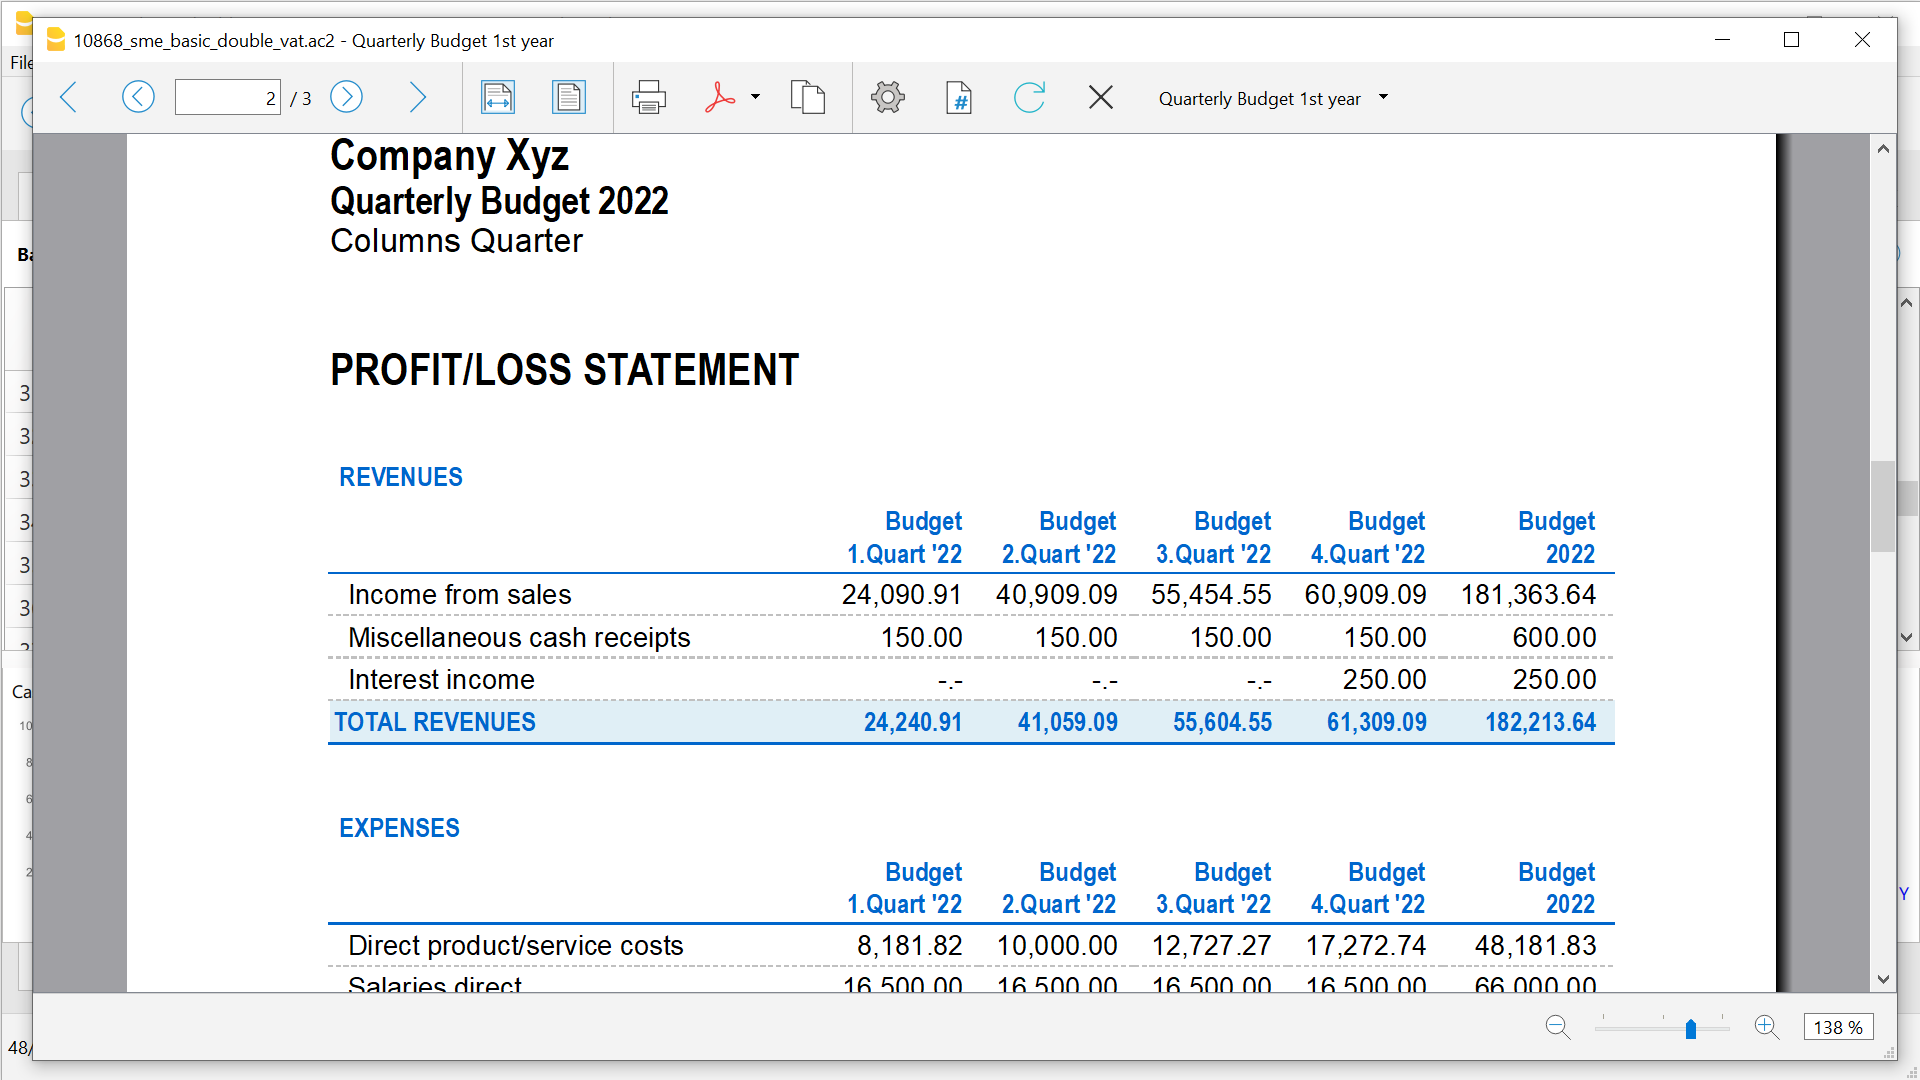 10868_sme_basic_double_vat.ac2 - Quarterly Budget 1st year
File
2 / 3
Quarterly Budget 1st year
Company Xyz
Quarterly Budget 2022
Columns Quarter
PROFIT/LOSS STATEMENT
REVENUES
Budget Budget Budget Budget Budget
1.Quart '22 2.Quart '22 3.Quart '22 4.Quart '22 2022
Income from sales 24,090.91 40,909.09 55,454.55 60,909.09 181,363.64
Miscellaneous cash receipts 150.00 150.00 150.00 150.00 600.00
Interest income -.- -.- -.- 250.00 250.00
TOTAL REVENUES 24,240.91 41,059.09 55,604.55 61,309.09 182,213.64
EXPENSES
Budget Budget Budget Budget Budget
1.Quart '22 2.Quart '22 3.Quart '22 4.Quart '22 2022
Direct product/service costs 8,181.82 10,000.00 12,727.27 17,272.74 48,181.83
Salaries direct 16,500.00 16,500.00 16,500.00 16,500.00 66,000.00
Ca
10
8
6
4
2
Y
48/
138 %